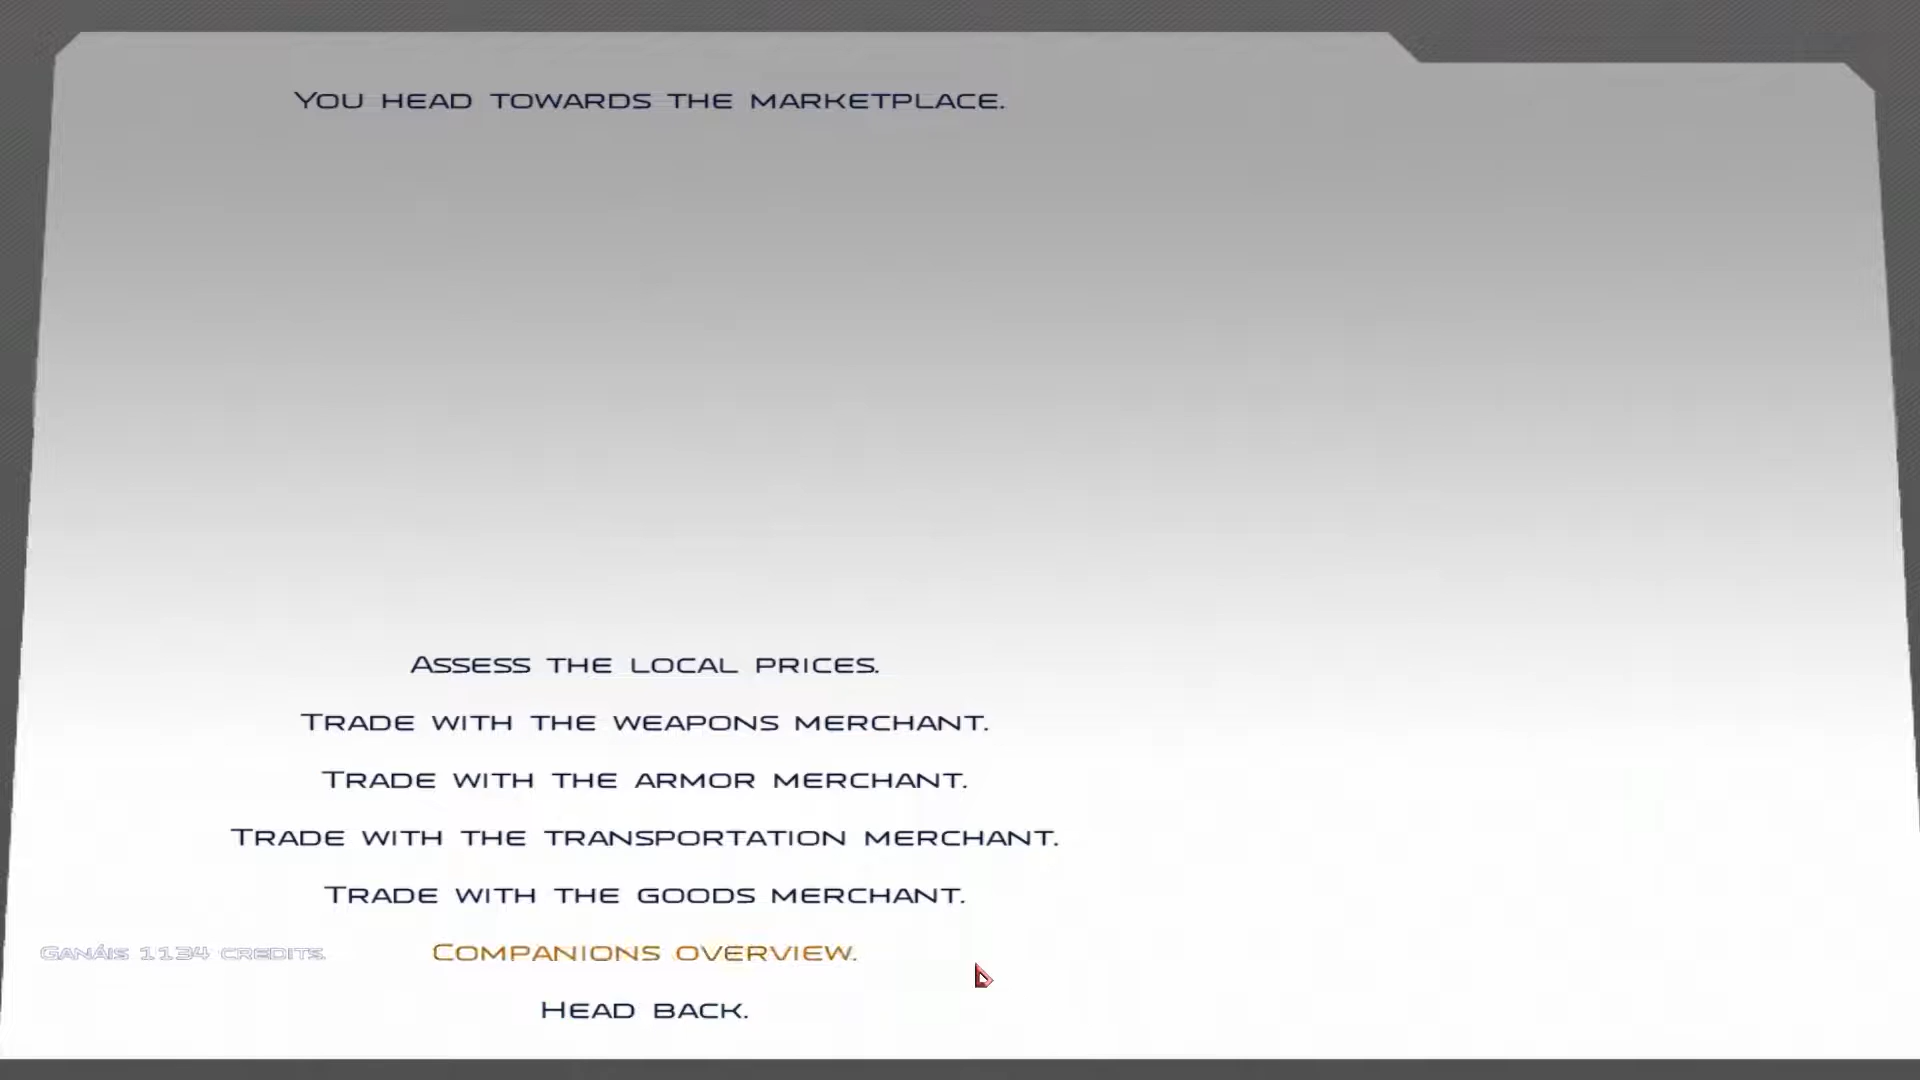 You head towards the marketplace.
Assess the local prices.
Trade with the weapons merchant.
Trade with the armor merchant.
Trade with the transportation merchant.
Trade with the goods merchant.
Ganáis 1134 credits.
Companions overview.
Head back.